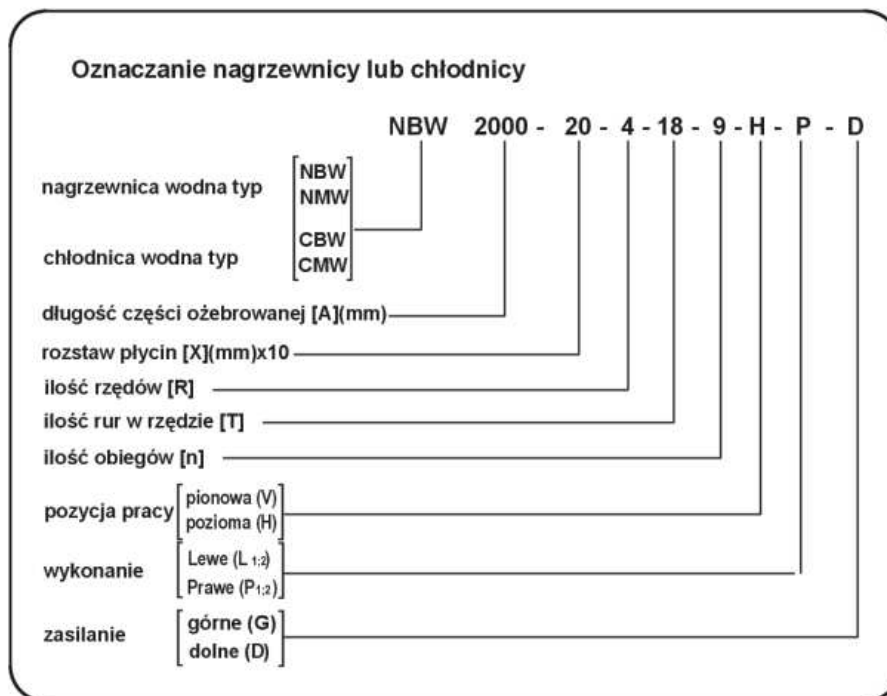 Oznaczanie nagrzewnicy lub chłodnicy
NBW 2000 - 20 - 4 - 18 - 9 - H - P - D
nagrzewnica wodna typ
NBW
NMW
chłodnica wodna typ
CBW
CMW
długość części ożebrowanej [A](mm)
rozstaw płycin [X](mm)x10
ilość rzędów [R]
ilość rur w rzędzie [T]
ilość obiegów [n]
pozycja pracy
pionowa (V)
pozioma (H)
wykonanie
Lewe (L 1;2)
Prawe (P1;2)
zasilanie
górne (G)
dolne (D)